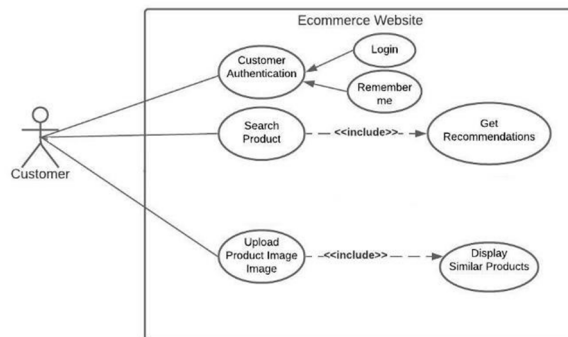 Ecommerce Website
Customer
Authentication
Login
Remember
me
Search
Product
<<include>>
Get
Recommendations
Customer
Upload
Product Image
Image
<<include>>
Display
Similar Products